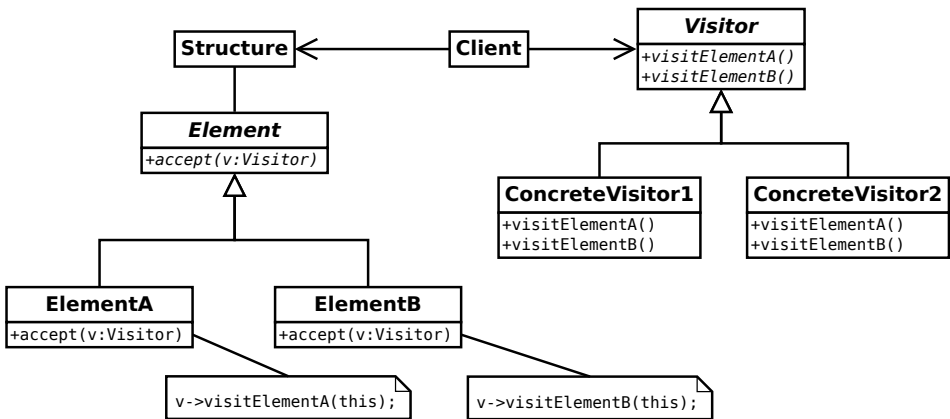 Structure
Client
Visitor
+visitElementA()
+visitElementB()
Element
+accept(v:Visitor)
ConcreteVisitor1
+visitElementA()
+visitElementB()
ConcreteVisitor2
+visitElementA()
+visitElementB()
ElementA
+accept(v:Visitor)
ElementB
+accept(v:Visitor)
v->visitElementA(this);
v->visitElementB(this);